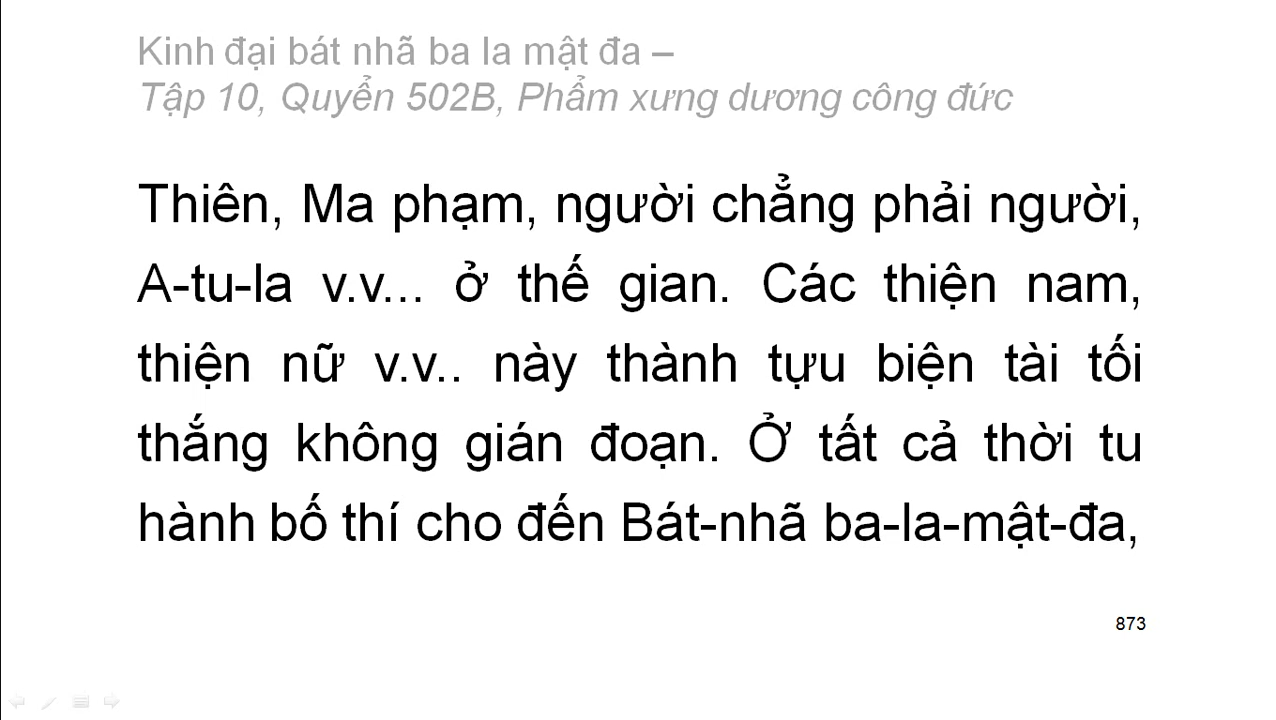 Kinh đại bát nhã ba la mật đa –
Tập 10, Quyển 502B, Phẩm xưng dương công đức
Thiên, Ma phạm, người chẳng phải người,
A-tu-la v.v... ở thế gian. Các thiện nam,
thiện nữ v.v.. này thành tựu biện tài tối
thắng không gián đoạn. Ở tất cả thời tu
hành bố thí cho đến Bát-nhã ba-la-mật-đa,
873